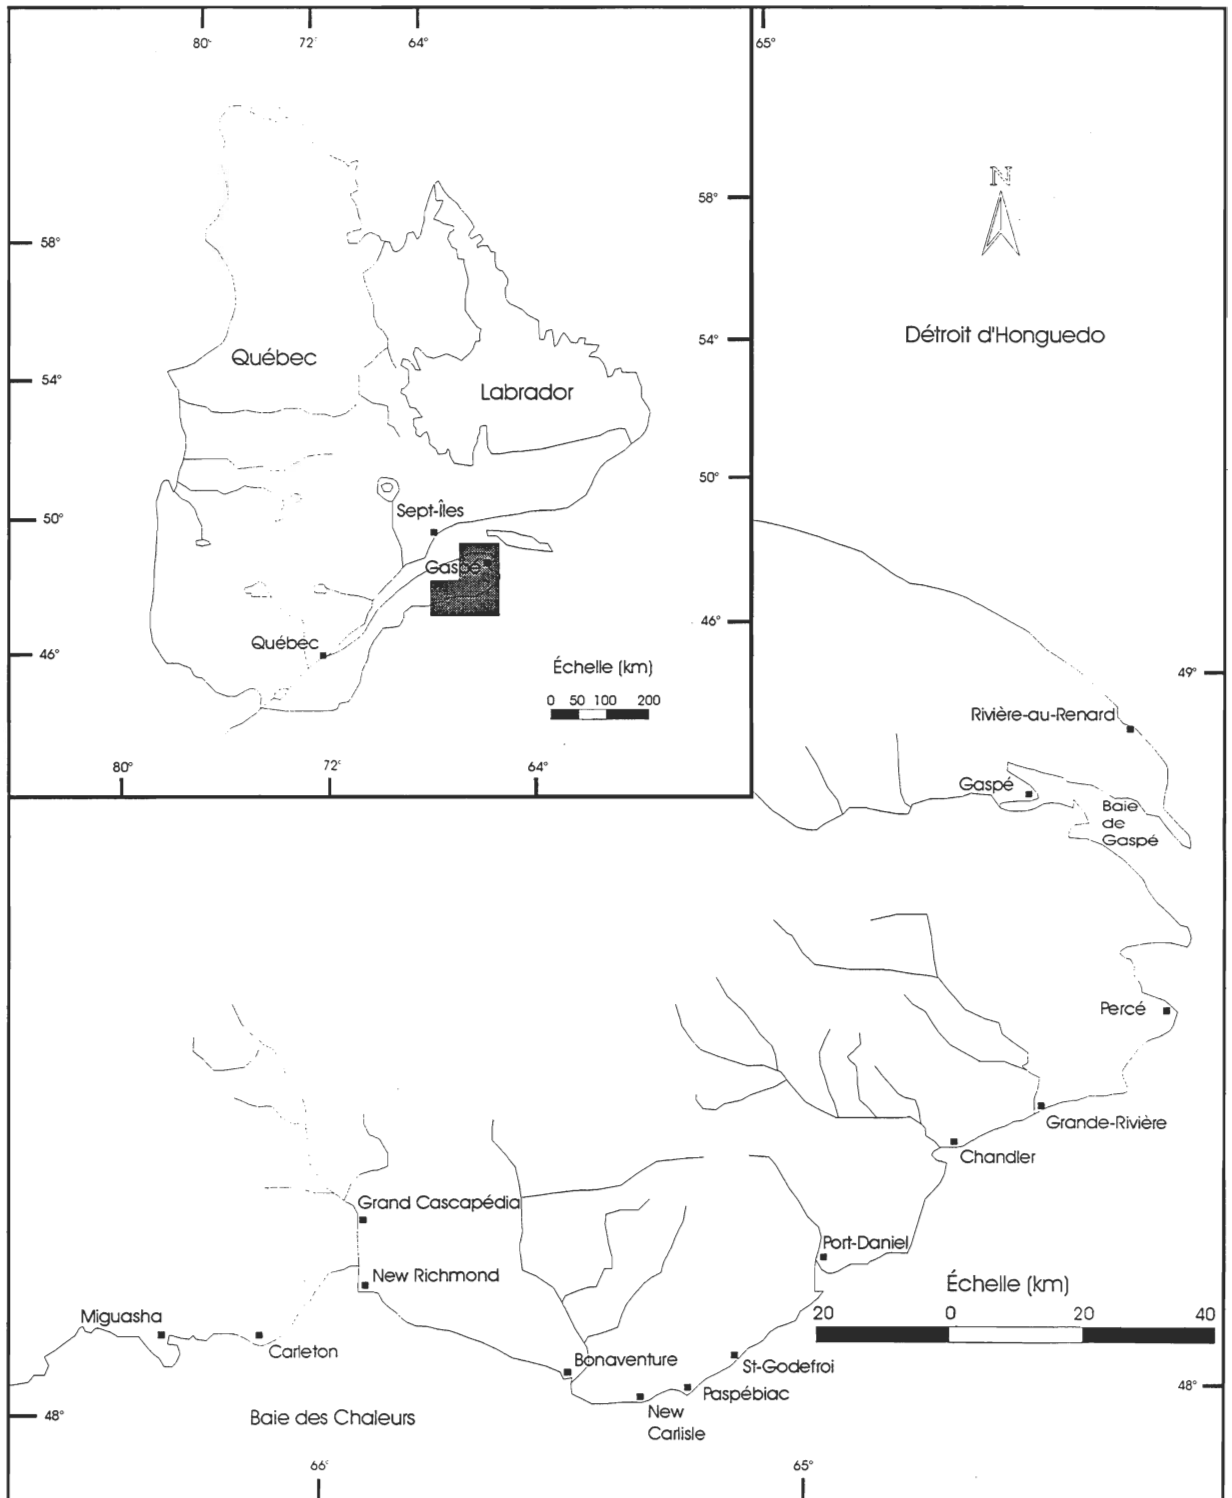 80°
72°
64°
65°
58°
N
58°
Détroit d'Honguedo
54°
Québec
54°
Labrador
50°
Sept-Îles
50°
Gaspé
46°
Québec
46°
Échelle (km)
49°
0 50 100 200
Rivière-au-Renard
80°
72°
64°
Gaspé
Baie
de
Gaspé
Percé
Grande-Rivière
Chandler
Grand Cascapédia
Port-Daniel
New Richmond
Échelle (km)
20 0 20 40
Miguasha
Carleton
Bonaventure
St-Godefroi
Paspébiac
48°
48°
Baie des Chaleurs
New
Carlisle
66°
65°